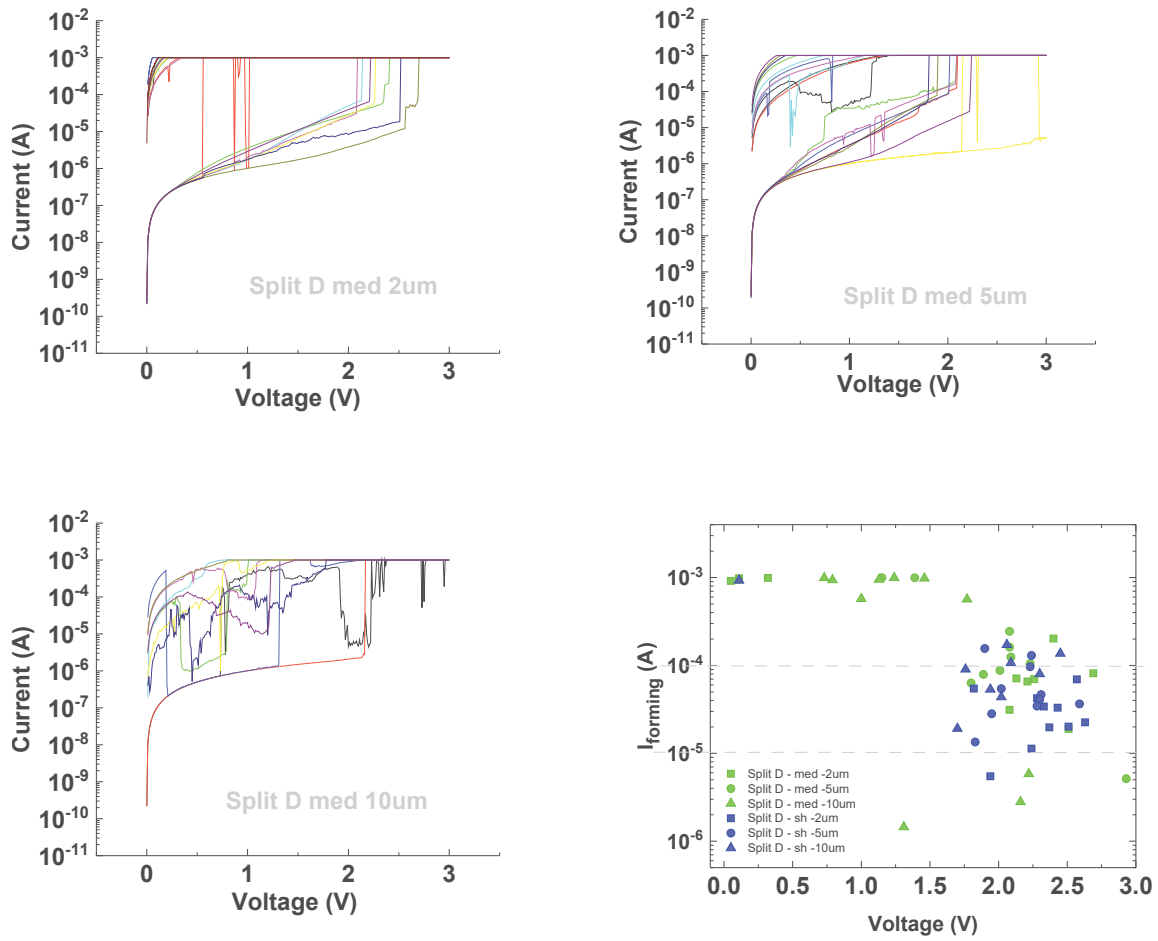 10-2
10-3
10-4
10-5
10-6
10-7
10-8
10-9
10-10
10-11
Current (A)
0 1 2 3
Voltage (V)
Split D med 2um
10-2
10-3
10-4
10-5
10-6
10-7
10-8
10-9
10-10
10-11
Current (A)
0 1 2 3
Voltage (V)
Split D med 5um
10-2
10-3
10-4
10-5
10-6
10-7
10-8
10-9
10-10
10-11
Current (A)
0 1 2 3
Voltage (V)
Split D med 10um
10-3
10-4
10-5
10-6
Iforming (A)
Split D - med -2um
Split D - med -5um
Split D - med -10um
Split D - sh -2um
Split D - sh -5um
Split D - sh -10um
0.0 0.5 1.0 1.5 2.0 2.5 3.0
Voltage (V)